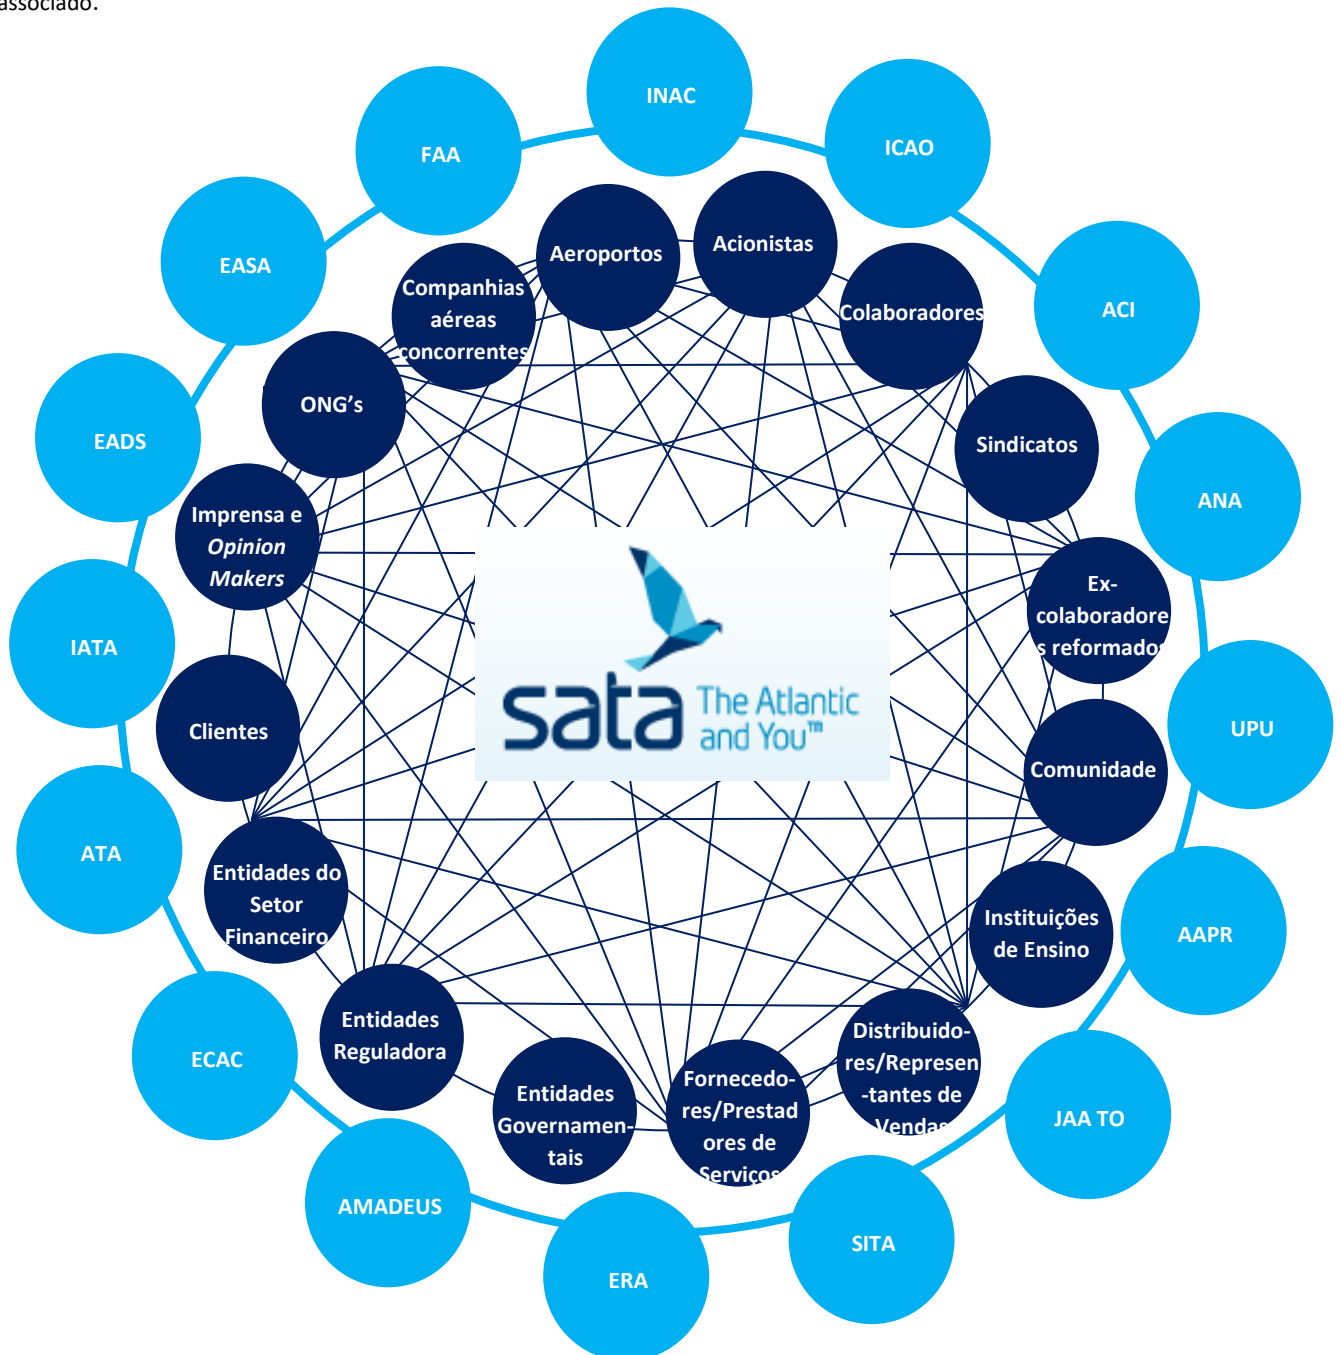 associado.
INAC
FAA
ICAO
EASA
ACI
EADS
ANA
IATA
UPU
ATA
AAPR
ECAC
JAA TO
AMADEUS
SITA
ERA
Acionistas
Aeroportos
Companhias
aéreas
concorrentes
Colaboradores
ONG's
Sindicatos
Imprensa e
Opinion
Makers
Ex-
colaboradore
s reformados
Clientes
Comunidade
Entidades do
Setor
Financeiro
Instituições
de Ensino
Entidades
Reguladora
Distribuido-
res/Represen
-tantes de
Vendas
Entidades
Governamen-
tais
Fornecedo-
res/Prestad
ores de
Serviços
sata
The Atlantic
and You™